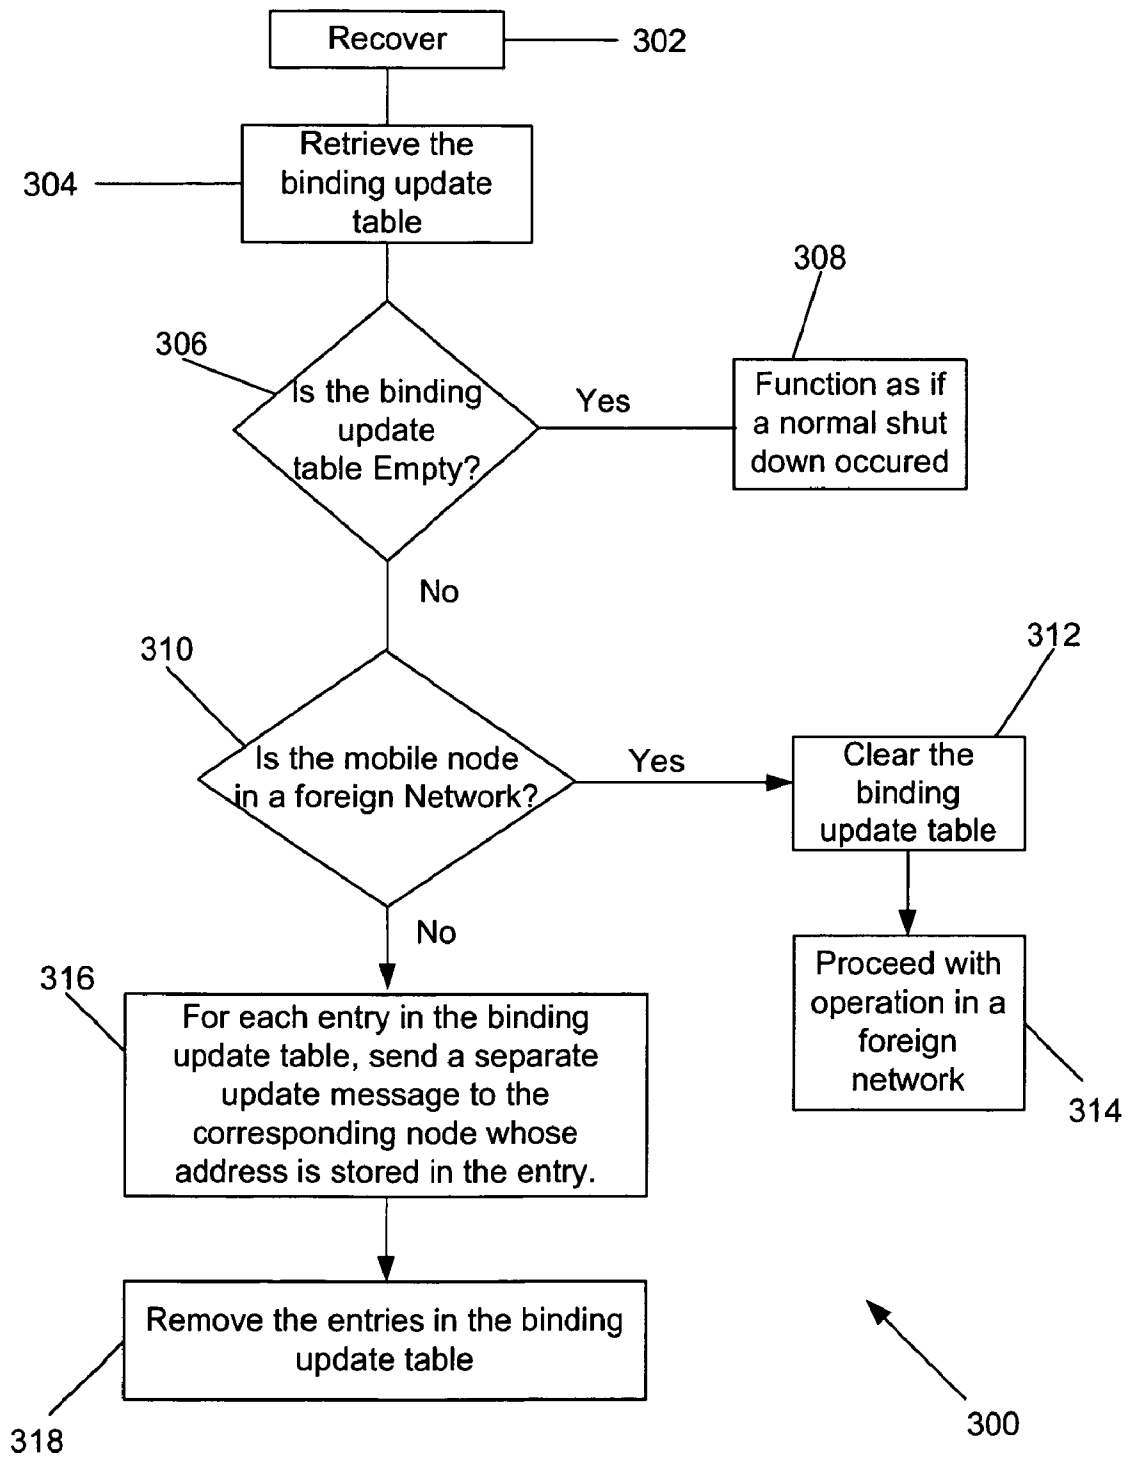 Recover
302
Retrieve the
binding update
table
304
308
306
Is the binding
update
table Empty?
Yes
Function as if
a normal shut
down occured
No
310
312
Is the mobile node
in a foreign Network?
Yes
Clear the
binding
update table
No
Proceed with
operation in a
foreign
network
314
316
For each entry in the binding
update table, send a separate
update message to the
corresponding node whose
address is stored in the entry.
Remove the entries in the binding
update table
318
300